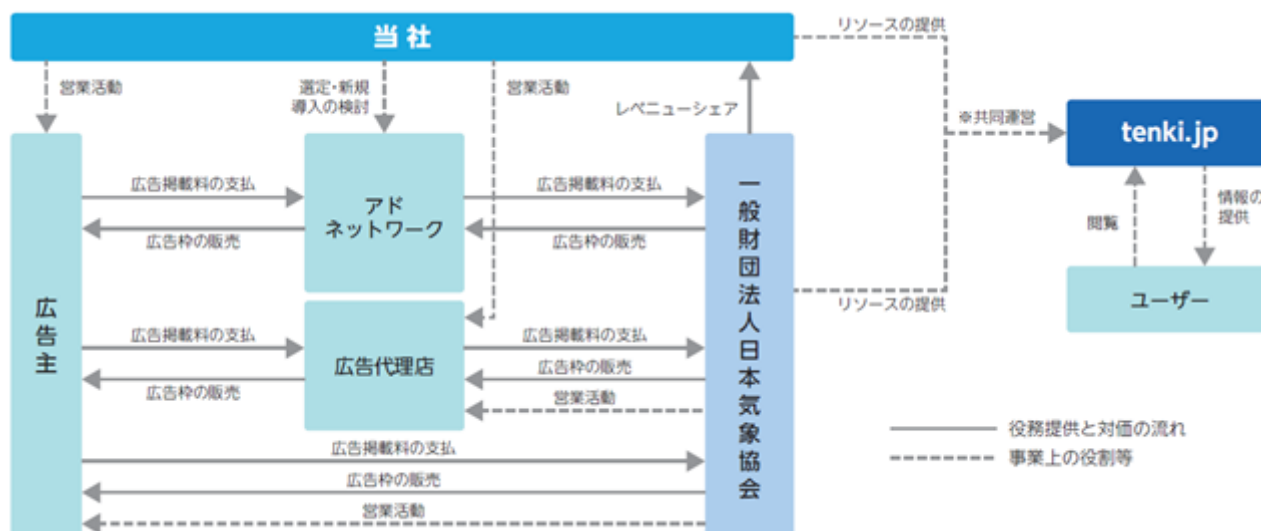 当社
リソースの提供
営業活動
選定・新規
導入の検討
営業活動
レベニューシェア
※共同運営
tenki.jp
広告掲載料の支払
広告掲載料の支払
アド
ネットワーク
広告枠の販売
広告枠の販売
一般財団法人日本気象協会
閲覧
情報の
提供
ユーザー
リソースの提供
広告主
広告掲載料の支払
広告掲載料の支払
広告代理店
広告枠の販売
広告枠の販売
営業活動
広告掲載料の支払
広告枠の販売
営業活動
役務提供と対価の流れ
事業上の役割等